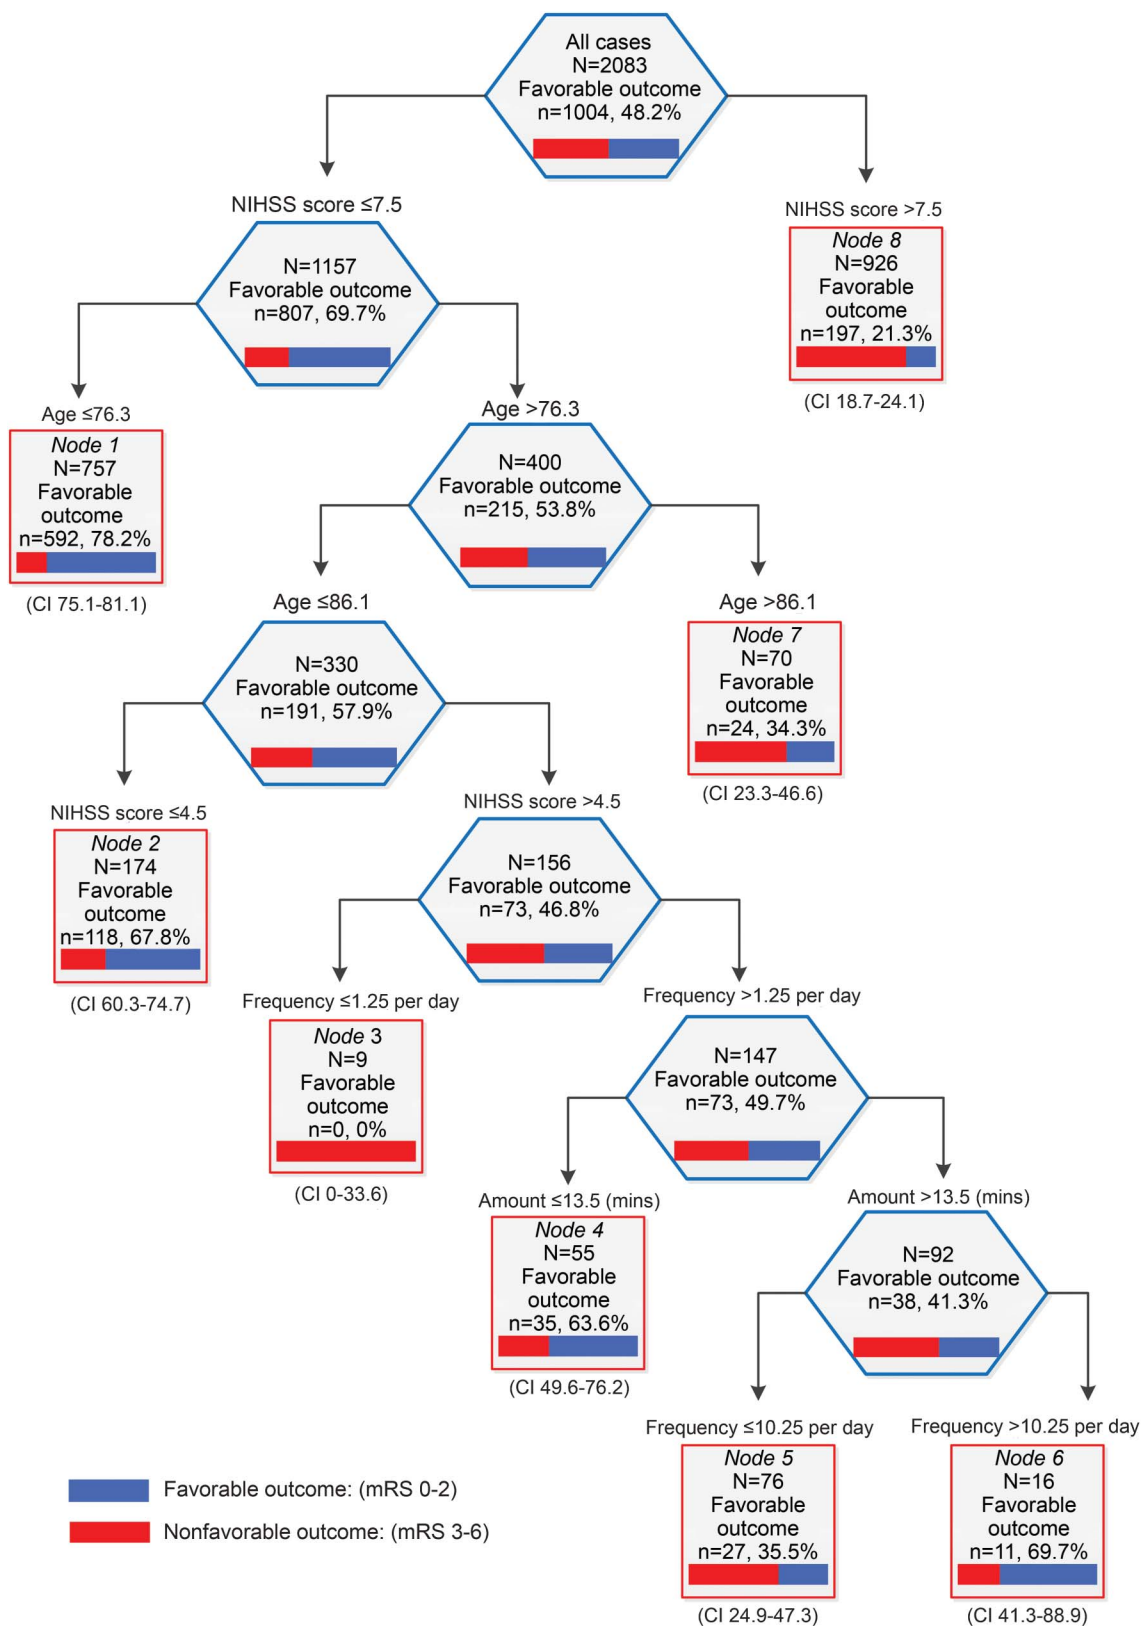 All cases
N=2083
Favorable outcome
n=1004, 48.2%
NIHSS score ≤7.5
NIHSS score >7.5
N=1157
Favorable outcome
n=807, 69.7%
Node 8
N=926
Favorable
outcome
n=197, 21.3%
(CI 18.7-24.1)
Age ≤76.3
Age >76.3
Node 1
N=757
Favorable
outcome
n=592, 78.2%
(CI 75.1-81.1)
N=400
Favorable outcome
n=215, 53.8%
Age ≤86.1
Age >86.1
N=330
Favorable outcome
n=191, 57.9%
Node 7
N=70
Favorable
outcome
n=24, 34.3%
(CI 23.3-46.6)
NIHSS score ≤4.5
NIHSS score >4.5
Node 2
N=174
Favorable
outcome
n=118, 67.8%
(CI 60.3-74.7)
N=156
Favorable outcome
n=73, 46.8%
Frequency ≤1.25 per day
Frequency >1.25 per day
Node 3
N=9
Favorable
outcome
n=0, 0%
(CI 0-33.6)
N=147
Favorable outcome
n=73, 49.7%
Amount ≤13.5 (mins)
Amount >13.5 (mins)
Node 4
N=55
Favorable
outcome
n=35, 63.6%
(CI 49.6-76.2)
N=92
Favorable outcome
n=38, 41.3%
Frequency ≤10.25 per day
Frequency >10.25 per day
Node 5
N=76
Favorable
outcome
n=27, 35.5%
(CI 24.9-47.3)
Node 6
N=16
Favorable
outcome
n=11, 69.7%
(CI 41.3-88.9)
Favorable outcome: (mRS 0-2)
Nonfavorable outcome: (mRS 3-6)